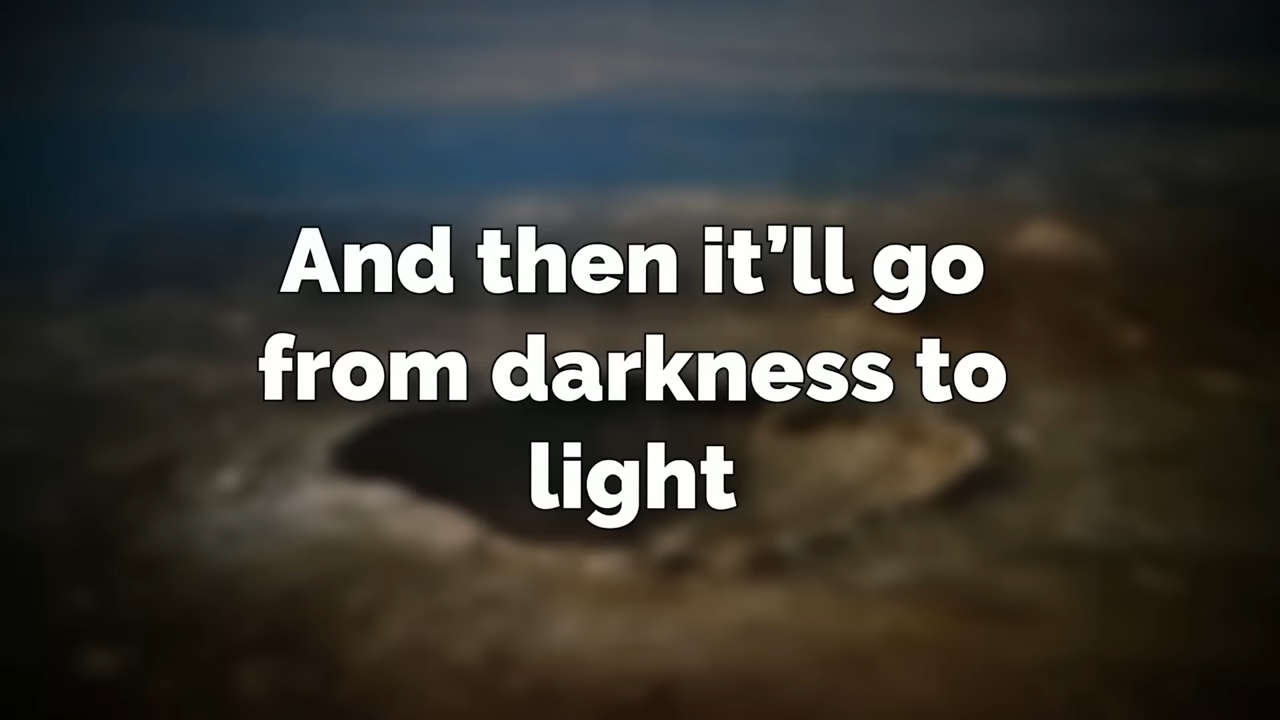 And then it’ll go
from darkness to
light